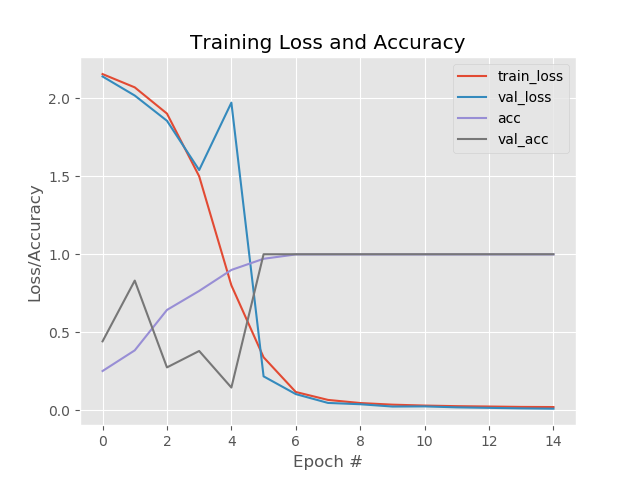 Training Loss and Accuracy
train_loss
val_loss
acc
val_acc
Loss/Accuracy
2.0
1.5
1.0
0.5
0.0
0 2 4 6 8 10 12 14
Epoch #